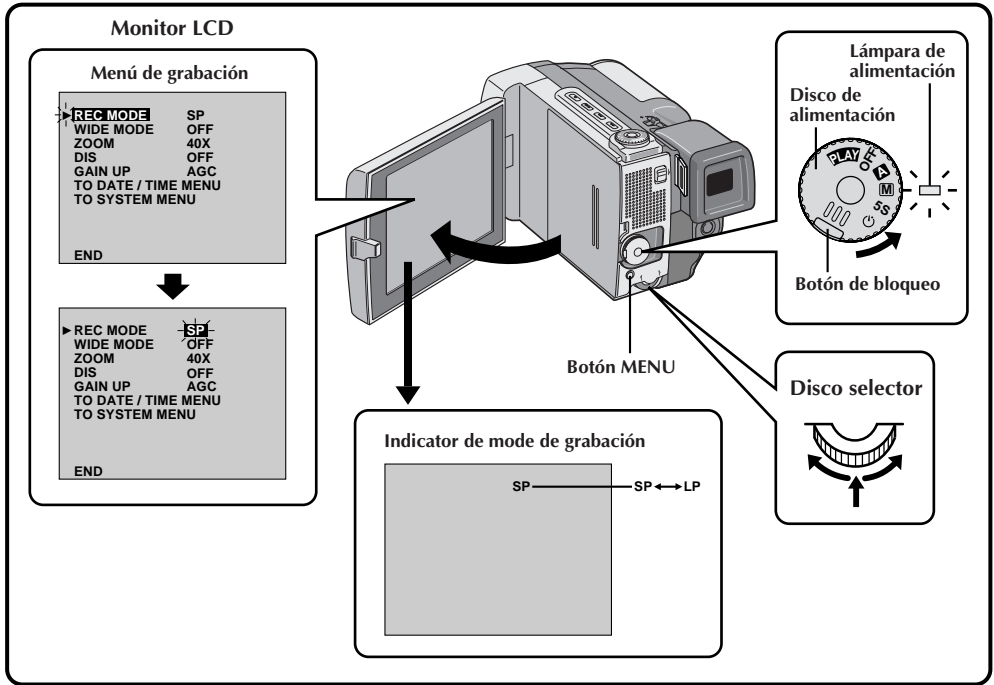 Monitor LCD
Menú de grabación
REC MODE SP
WIDE MODE OFF
ZOOM 40X
DIS OFF
GAIN UP AGC
TO DATE / TIME MENU
TO SYSTEM MENU
END
REC MODE SP
WIDE MODE OFF
ZOOM 40X
DIS OFF
GAIN UP AGC
TO DATE / TIME MENU
TO SYSTEM MENU
END
Lámpara de
alimentación
Disco de
alimentación
PLAY OFF A M 5S
Botón de bloqueo
Botón MENU
Disco selector
Indicator de mode de grabación
SP SP LP